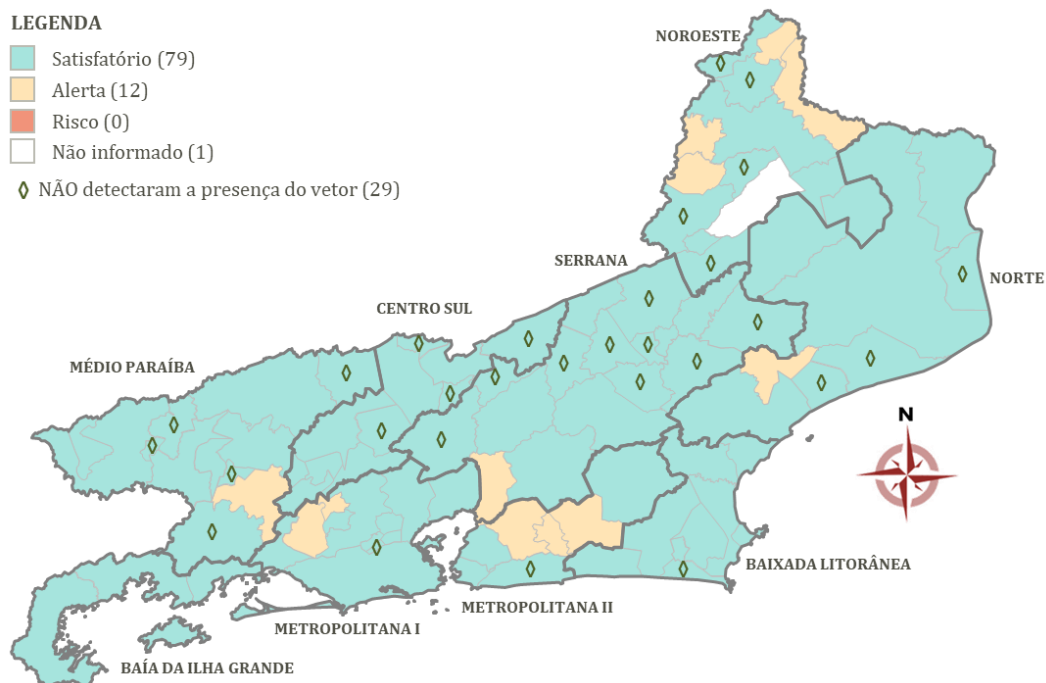 LEGENDA
Satisfatório (79)
Alerta (12)
Risco (0)
Não informado (1)
NÃO detectaram a presença do vetor (29)
NOROESTE
SERRANA
NORTE
CENTRO SUL
MÉDIO PARAÍBA
N
BAIXADA LITORÂNEA
METROPOLITANA II
METROPOLITANA I
BAÍA DA ILHA GRANDE